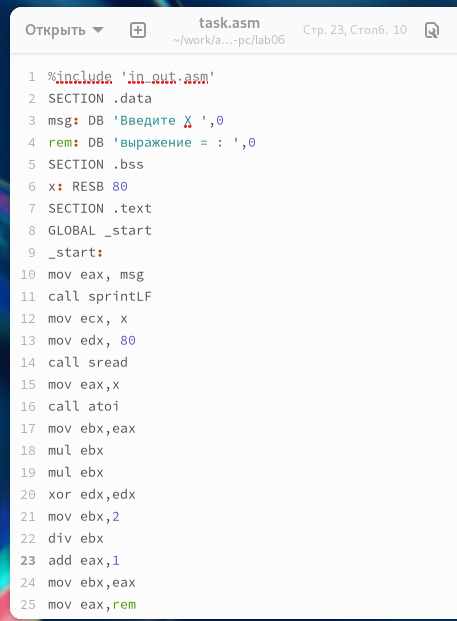 Открыть
task.asm
~/work/a...-pc/lab06
Стр. 23, Столб. 10
1 %include 'in_out.asm'
2 SECTION .data
3 msg: DB 'Введите X ',0
4 rem: DB 'выражение = : ',0
5 SECTION .bss
6 x: RESB 80
7 SECTION .text
8 GLOBAL _start
9 _start:
10 mov eax, msg
11 call sprintLF
12 mov ecx, x
13 mov edx, 80
14 call sread
15 mov eax,x
16 call atoi
17 mov ebx,eax
18 mul ebx
19 mul ebx
20 xor edx,edx
21 mov ebx,2
22 div ebx
23 add eax,1
24 mov ebx,eax
25 mov eax,rem